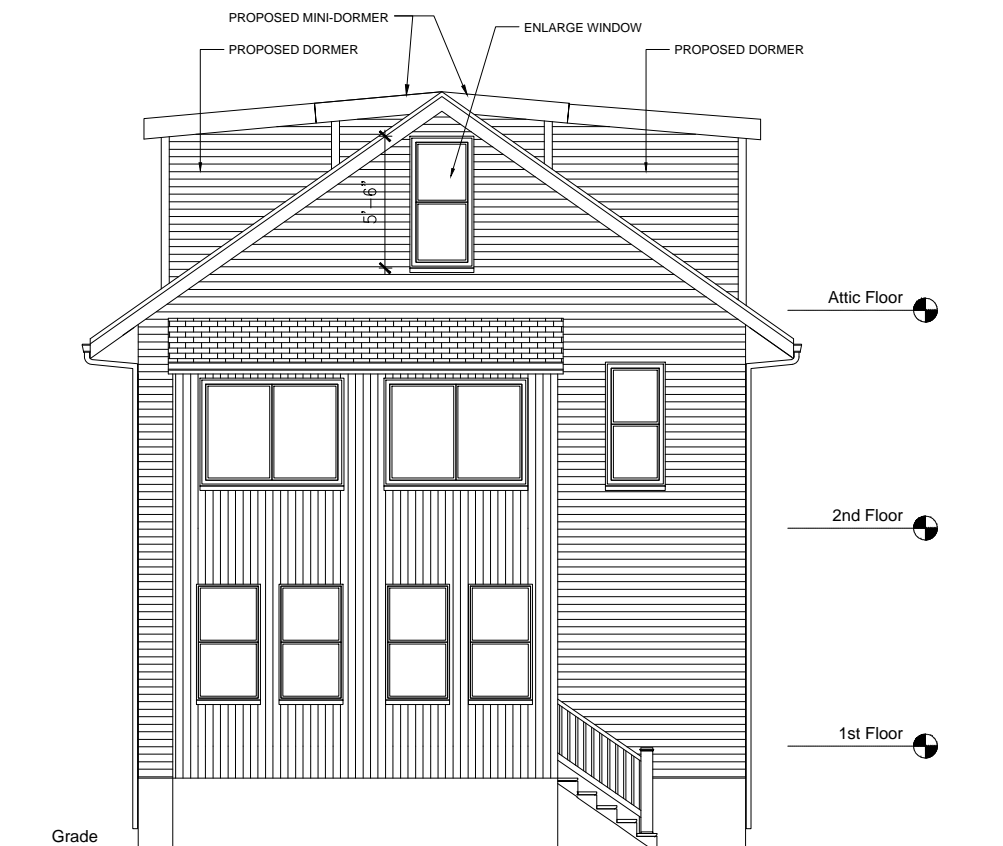 PROPOSED MINI-DORMER
ENLARGE WINDOW
PROPOSED DORMER
PROPOSED DORMER
5'-6"
Attic Floor
2nd Floor
1st Floor
Grade